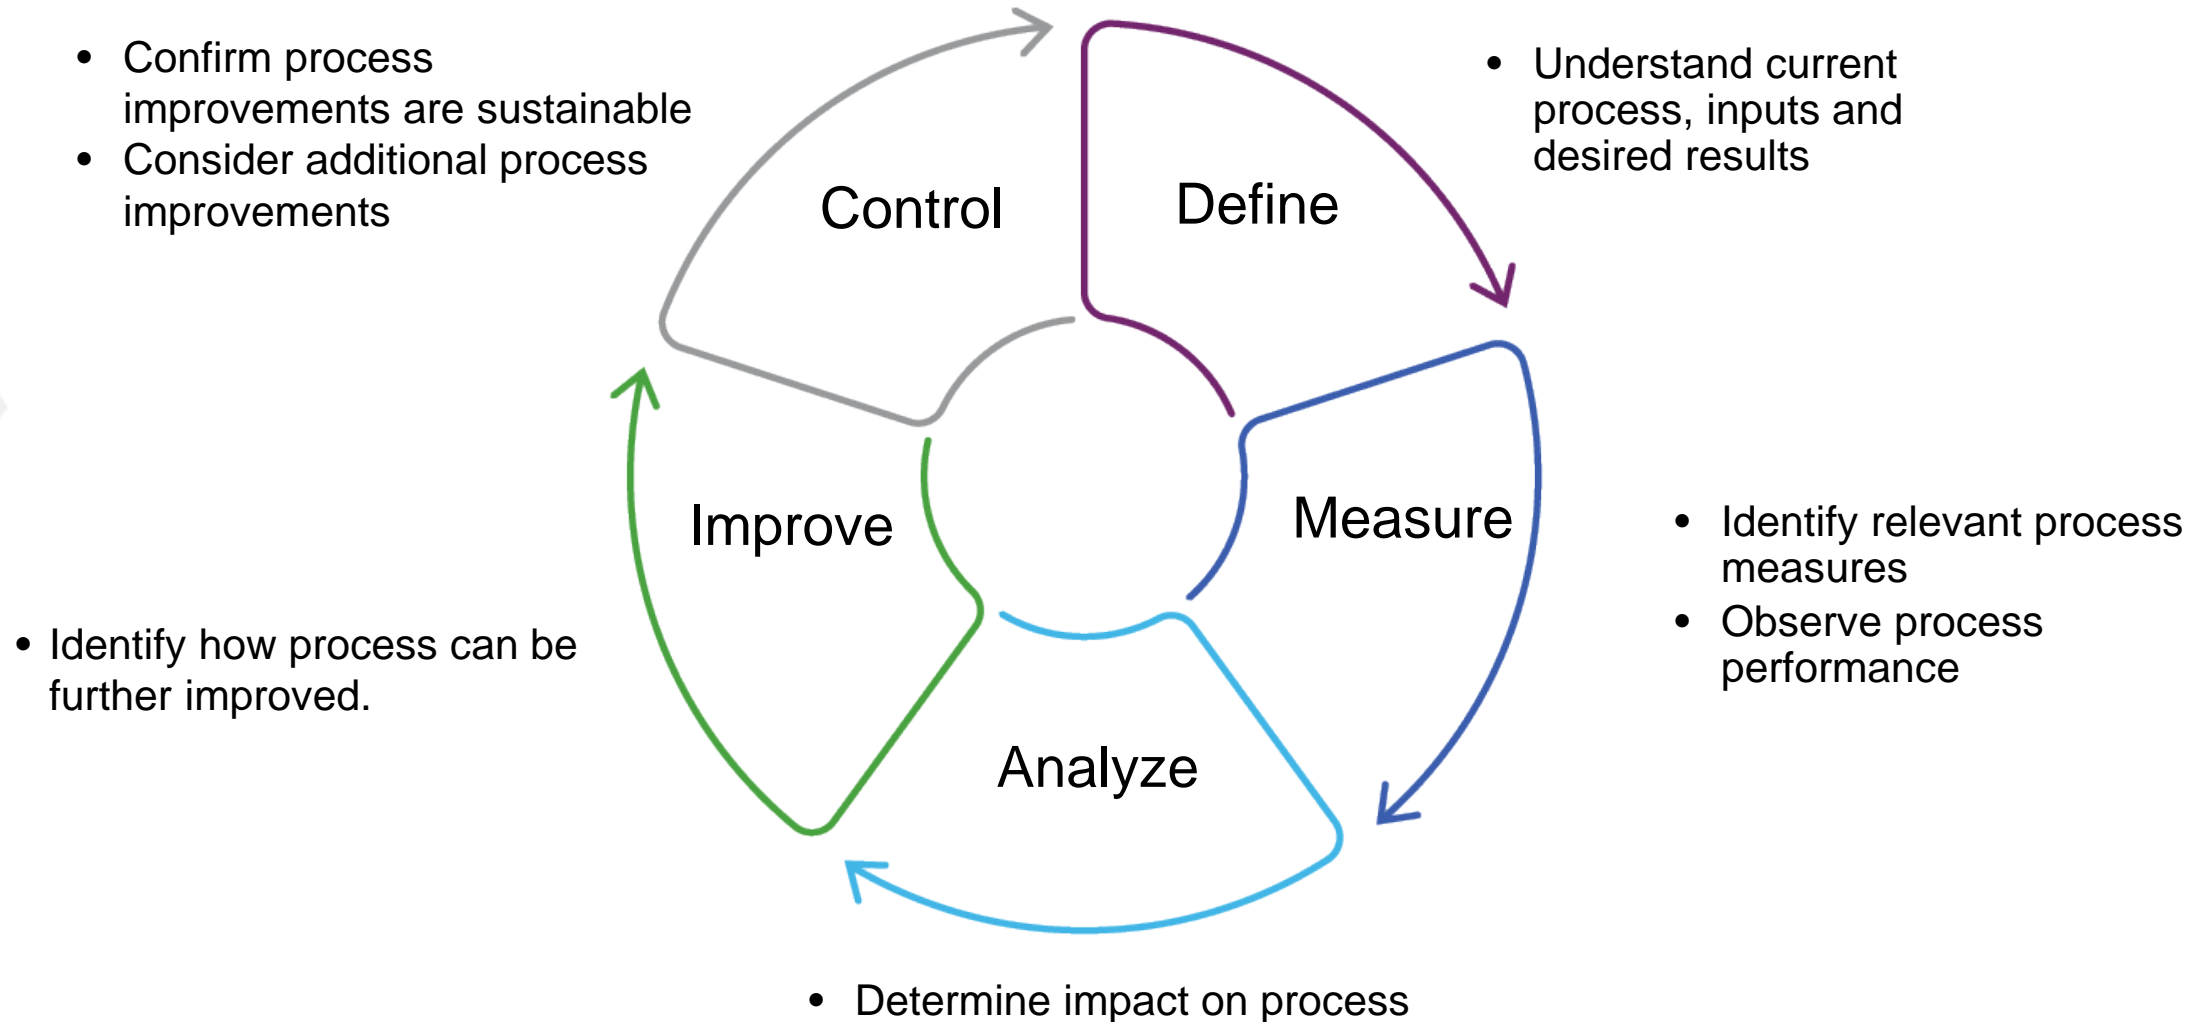 • Confirm process
improvements are sustainable
• Consider additional process
improvements
Control
Define
• Understand current
process, inputs and
desired results
Improve
Measure
• Identify relevant process
measures
• Observe process
performance
• Identify how process can be
further improved.
Analyze
• Determine impact on process